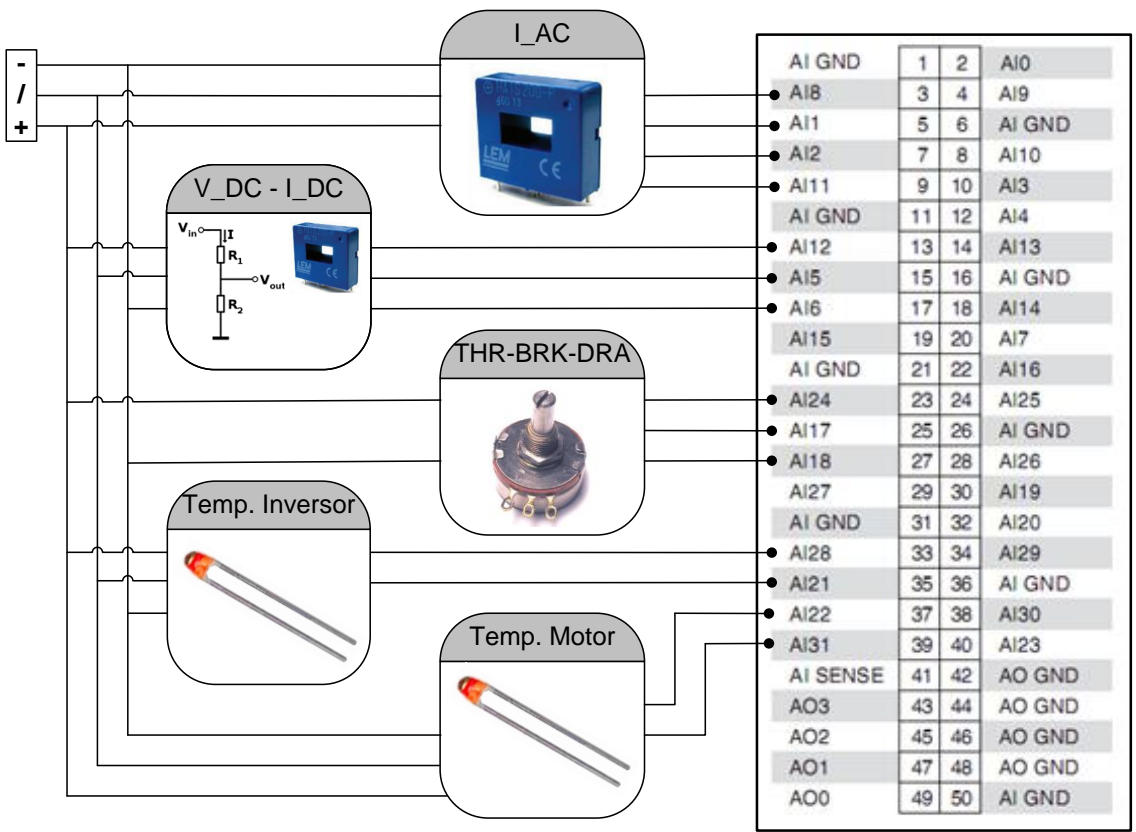 I_AC
-
/
+
HATS 200-P
LEM
CE
V_DC - I_DC
Vin
I
R1
Vout
R2
LEM
CE
THR-BRK-DRA
Temp. Inversor
Temp. Motor
AI GND 1 2 AI0
AI8 3 4 AI9
AI1 5 6 AI GND
AI2 7 8 AI10
AI11 9 10 AI3
AI GND 11 12 AI4
AI12 13 14 AI13
AI5 15 16 AI GND
AI6 17 18 AI14
AI15 19 20 AI7
AI GND 21 22 AI16
AI24 23 24 AI25
AI17 25 26 AI GND
AI18 27 28 AI26
AI27 29 30 AI19
AI GND 31 32 AI20
AI28 33 34 AI29
AI21 35 36 AI GND
AI22 37 38 AI30
AI31 39 40 AI23
AI SENSE 41 42 AO GND
AO3 43 44 AO GND
AO2 45 46 AO GND
AO1 47 48 AO GND
AO0 49 50 AI GND